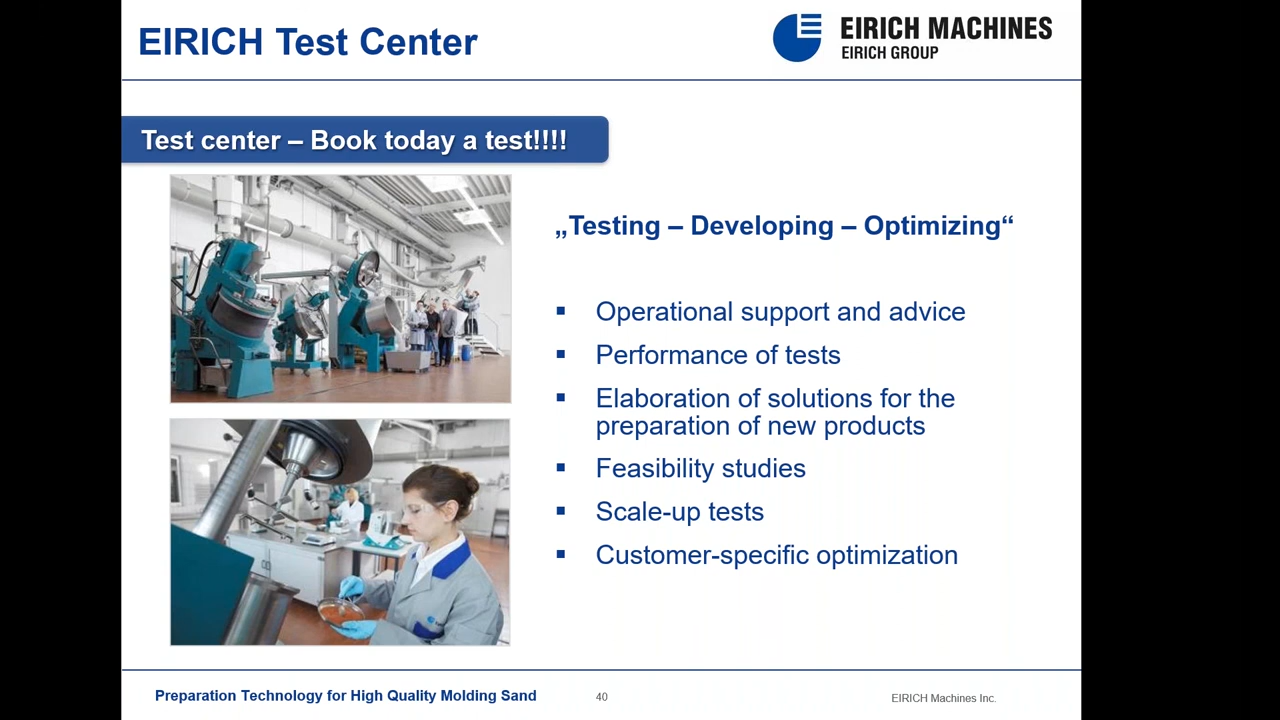 EIRICH Test Center
EIRICH MACHINES
EIRICH GROUP
Test center – Book today a test!!!!
„Testing – Developing – Optimizing“
▪ Operational support and advice
▪ Performance of tests
▪ Elaboration of solutions for the
preparation of new products
▪ Feasibility studies
▪ Scale-up tests
▪ Customer-specific optimization
Preparation Technology for High Quality Molding Sand
40
EIRICH Machines Inc.